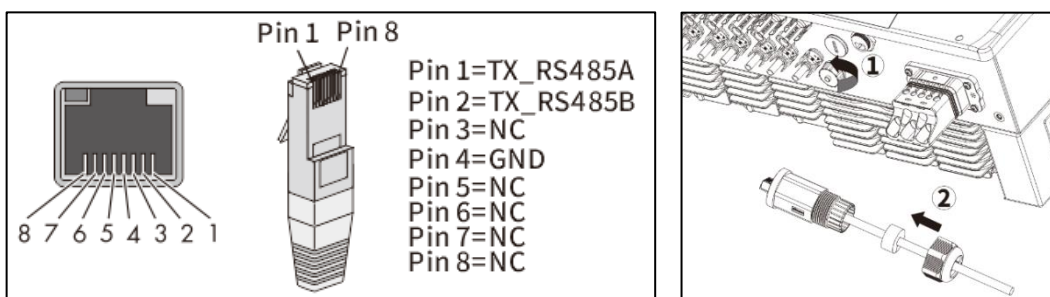 Pin 1 Pin 8
Pin 1=TX_RS485A
Pin 2=TX_RS485B
Pin 3=NC
Pin 4=GND
Pin 5=NC
Pin 6=NC
Pin 7=NC
Pin 8=NC
8 7 6 5 4 3 2 1
1
2